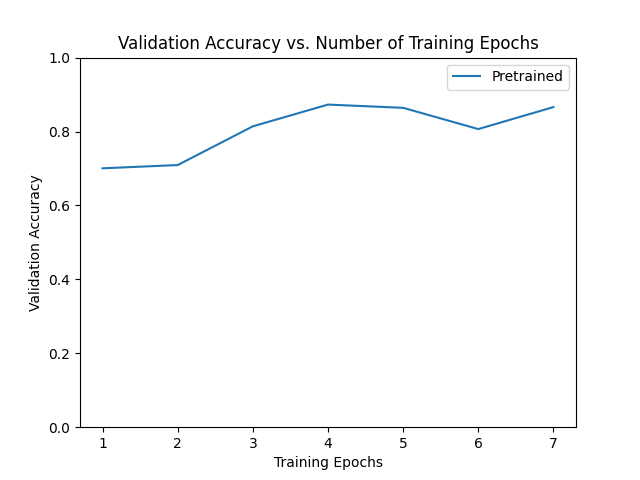 Validation Accuracy vs. Number of Training Epochs
1.0
Pretrained
0.8
0.6
Validation Accuracy
0.4
0.2
0.0
1 2 3 4 5 6 7
Training Epochs